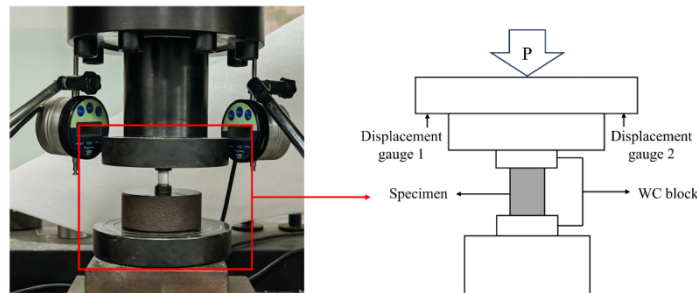 P
Displacement
gauge 1
Displacement
gauge 2
Specimen
WC block